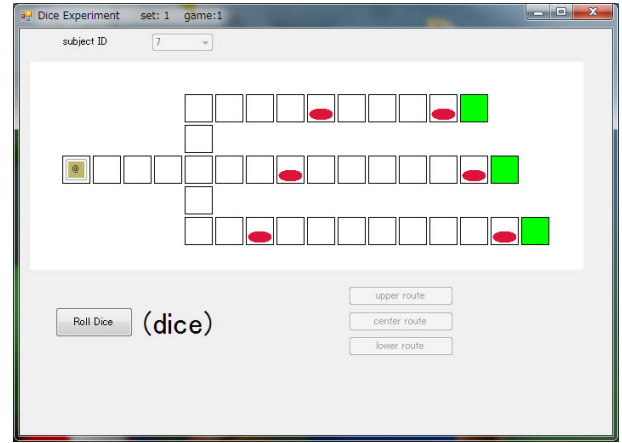 Dice Experiment set: 1 game:1
subject ID 7
@
upper route
Roll Dice (dice) center route
lower route